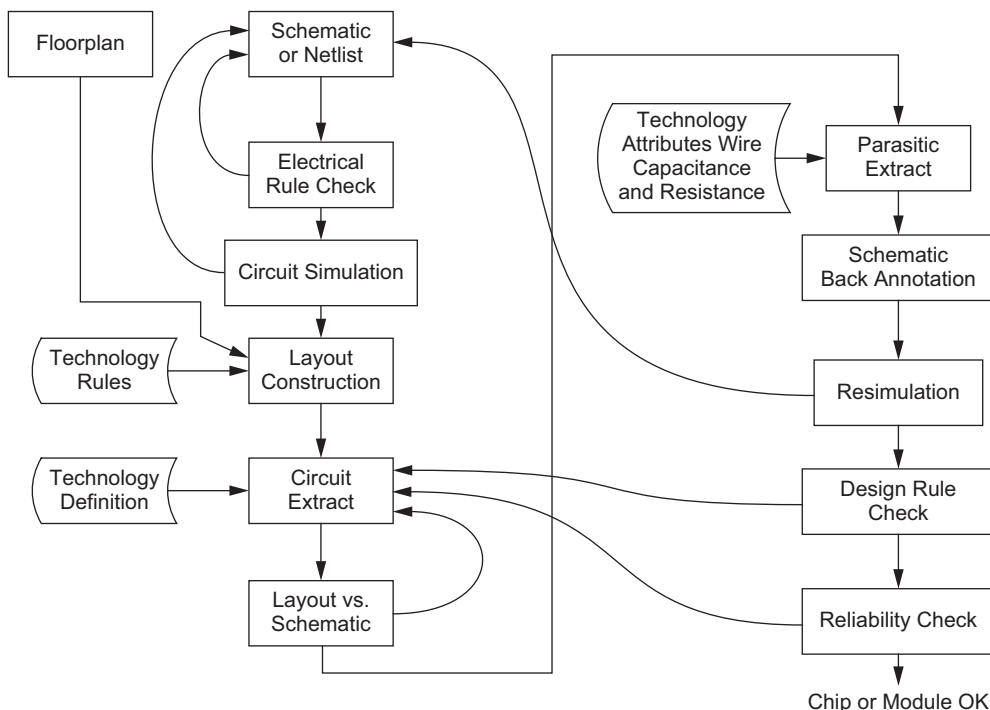 Floorplan
Schematic
or Netlist
Electrical
Rule Check
Circuit Simulation
Technology
Rules
Layout
Construction
Technology
Definition
Circuit
Extract
Layout vs.
Schematic
Technology
Attributes Wire
Capacitance
and Resistance
Parasitic
Extract
Schematic
Back Annotation
Resimulation
Design Rule
Check
Reliability Check
Chip or Module OK